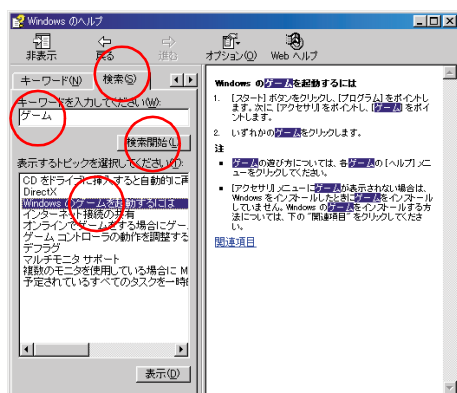 Windows のヘルプ
非表示 戻る 進む オプション(O) Web ヘルプ
キーワード(N) 検索(S)
キーワードを入力してください(W):
ゲーム
検索開始(L)
表示するトピックを選択してください(T):
CD をドライブに挿入すると自動的に再
DirectX
Windows のゲームを起動するには
インターネット接続の共有
オンラインでゲームをする場合にゲー
ゲーム コントローラの動作を調整する
デフラグ
マルチモニタ サポート
複数のモニタを使用している場合に M
予定されているすべてのタスクを一時
表示(D)
Windows のゲームを起動するには
1. [スタート] ボタンをクリックし、[プログラム] をポイントし
ます。次に [アクセサリ] をポイントし、[ゲーム] をポイ
ントします。
2. いずれかのゲームをクリックします。
注
■ ゲームの遊び方については、各ゲームの [ヘルプ] メニ
ューをクリックしてください。
■ [アクセサリ] メニューにゲームが表示されない場合は、
Windows をインストールしたときにゲームをインストール
していません。Windows のゲームをインストールする方
法については、下の "関連項目" をクリックしてくださ
い。
関連項目